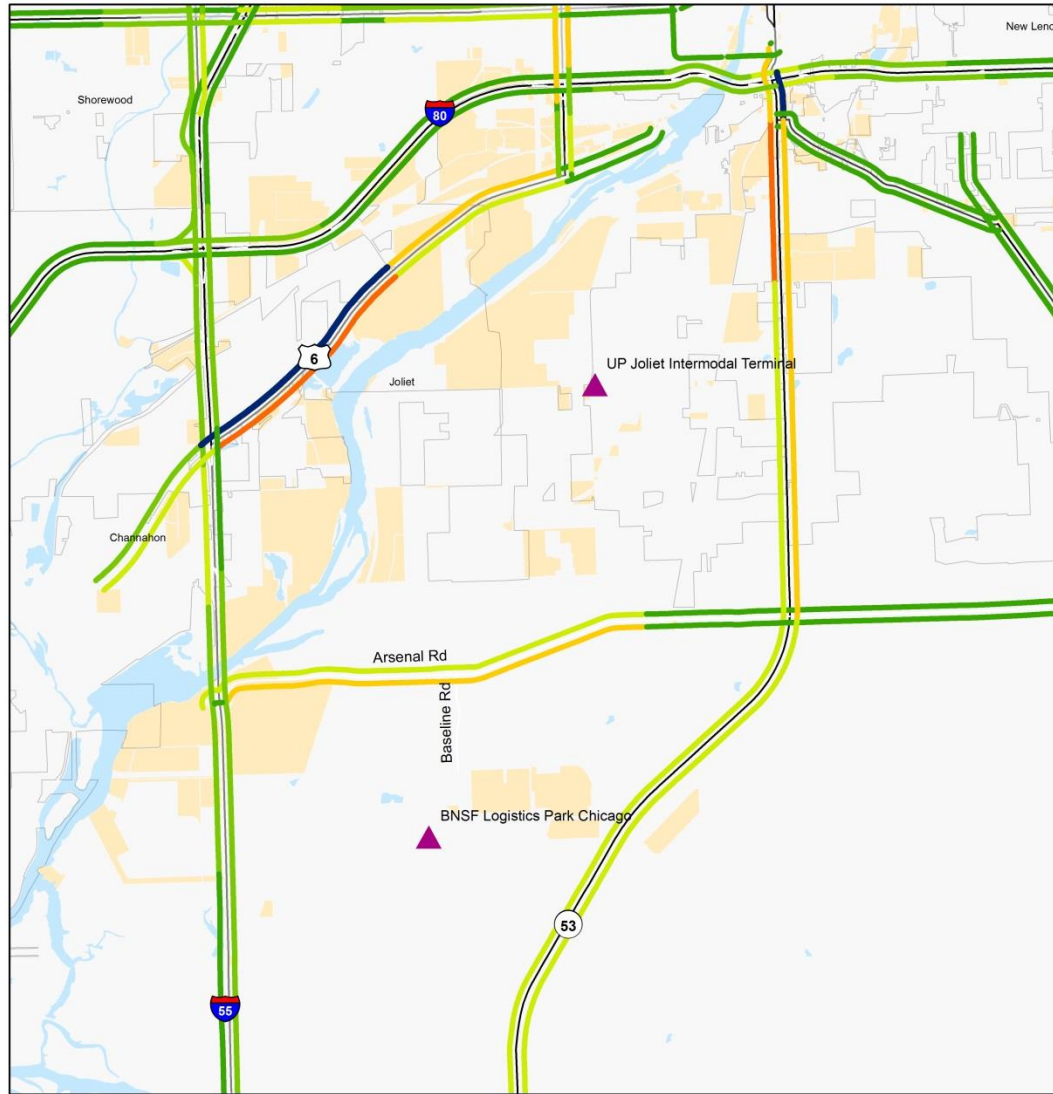 New Leno
Shorewood
80
6
UP Joliet Intermodal Terminal
Joliet
Channahon
Arsenal Rd
Baseline Rd
BNSF Logistics Park Chicago
53
55